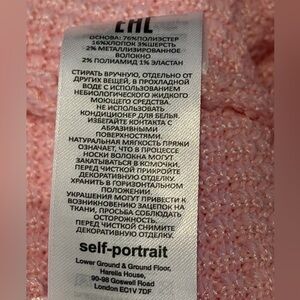 EAC
ОСНОВА: 76%ПОЛИЭСТЕР
16%ХЛОПОК 3%ШЕРСТЬ
2% МЕТАЛЛИЗИРОВАННОЕ
ВОЛОКНО
2% ПОЛИАМИД 1% ЭЛАСТАН
СТИРАТЬ ВРУЧНУЮ, ОТДЕЛЬНО ОТ
ДРУГИХ ВЕЩЕЙ, В ПРОХЛАДНОЙ
ВОДЕ С ИСПОЛЬЗОВАНИЕМ
НЕБИОЛОГИЧЕСКОГО ЖИДКОГО
МОЮЩЕГО СРЕДСТВА.
НЕ ИСПОЛЬЗОВАТЬ
КОНДИЦИОНЕР ДЛЯ БЕЛЬЯ.
ИЗБЕГАЙТЕ КОНТАКТА С
АБРАЗИВНЫМИ
ПОВЕРХНОСТЯМИ.
НАТУРАЛЬНАЯ МЯГКОСТЬ ПРЯЖИ
ОЗНАЧАЕТ, ЧТО В ПРОЦЕССЕ
НОСКИ ВОЛОКНА МОГУТ
ЗАКАТЫВАТЬСЯ В КОМОЧКИ.
ПЕРЕД ЧИСТКОЙ ПРИКРОЙТЕ
ДЕКОРАТИВНУЮ ОТДЕЛКУ.
ХРАНИТЬ В ГОРИЗОНТАЛЬНОМ
ПОЛОЖЕНИИ.
УКРАШЕНИЯ МОГУТ ПРИВЕСТИ К
ВОЗНИКНОВЕНИЮ ЗАЦЕПОК НА
ТКАНИ, ПРОСЬБА СОБЛЮДАТЬ
ОСТОРОЖНОСТЬ.
ПЕРЕД ЧИСТКОЙ СНИМИТЕ
ДЕКОРАТИВНУЮ ОТДЕЛКУ.
self-portrait
Lower Ground & Ground Floor,
Harella House,
90-98 Goswell Road
London EC1V 7DF